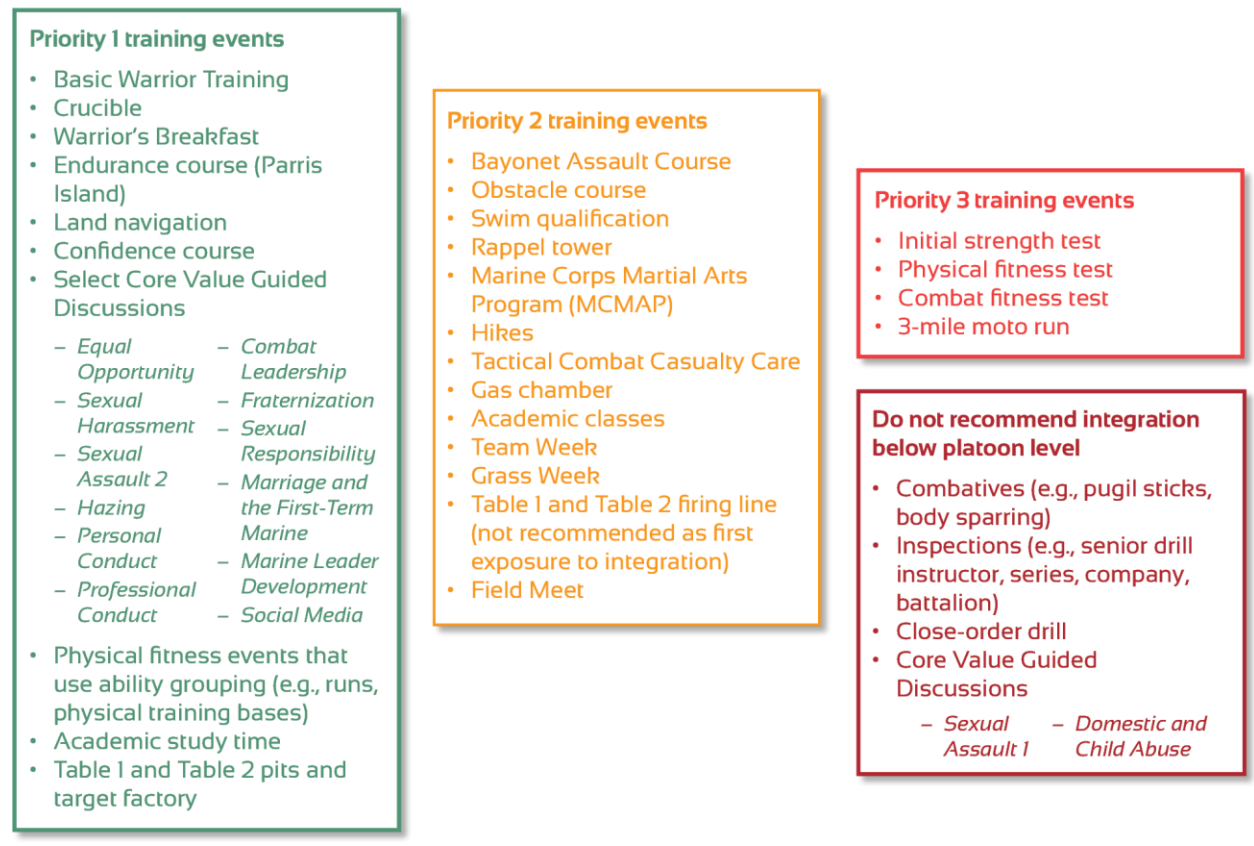 Priority 1 training events
• Basic Warrior Training
• Crucible
• Warrior's Breakfast
• Endurance course (Parris
Island)
• Land navigation
• Confidence course
• Select Core Value Guided
Discussions
– Equal
Opportunity
– Sexual
Harassment
– Sexual
Assault 2
– Hazing
– Personal
Conduct
– Professional
Conduct
– Combat
Leadership
– Fraternization
– Sexual
Responsibility
– Marriage and
the First-Term
Marine
– Marine Leader
Development
– Social Media
• Physical fitness events that
use ability grouping (e.g., runs,
physical training bases)
• Academic study time
• Table 1 and Table 2 pits and
target factory
Priority 2 training events
• Bayonet Assault Course
• Obstacle course
• Swim qualification
• Rappel tower
• Marine Corps Martial Arts
Program (MCMAP)
• Hikes
• Tactical Combat Casualty Care
• Gas chamber
• Academic classes
• Team Week
• Grass Week
• Table 1 and Table 2 firing line
(not recommended as first
exposure to integration)
• Field Meet
Priority 3 training events
• Initial strength test
• Physical fitness test
• Combat fitness test
• 3-mile moto run
Do not recommend integration
below platoon level
• Combatives (e.g., pugil sticks,
body sparring)
• Inspections (e.g., senior drill
instructor, series, company,
battalion)
• Close-order drill
• Core Value Guided
Discussions
– Sexual
Assault 1
– Domestic and
Child Abuse